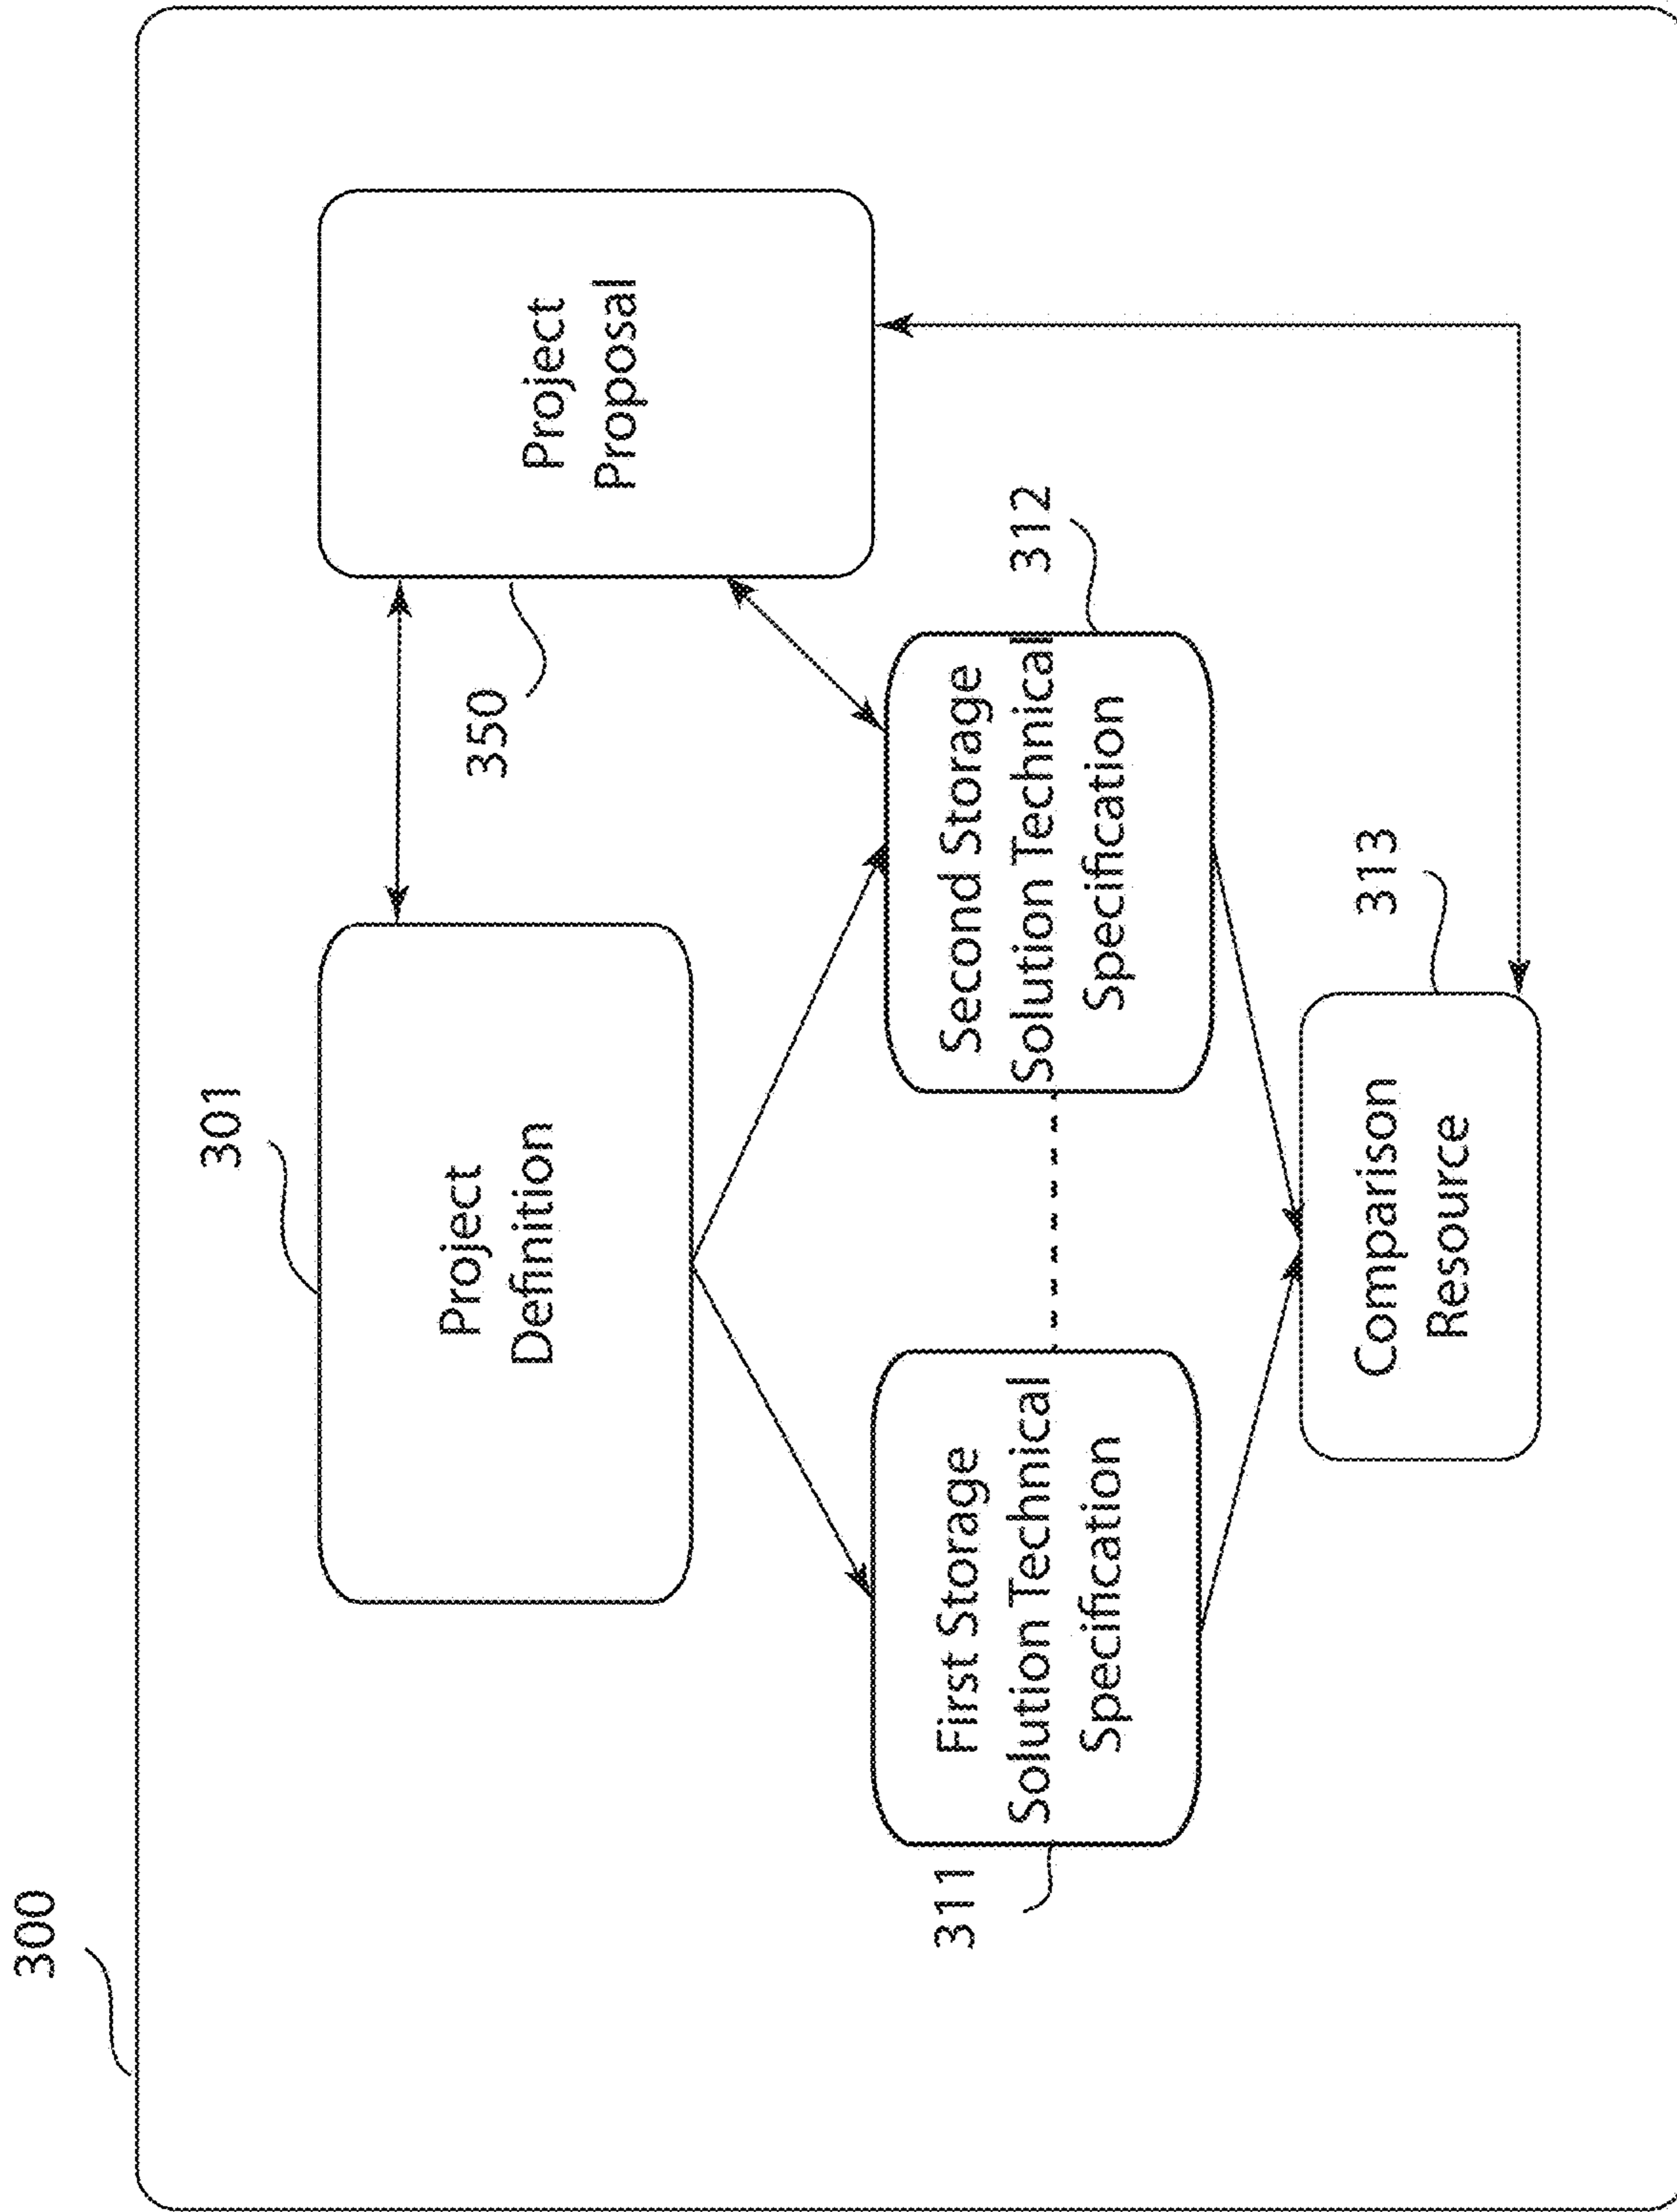 300
301
Project
Definition
350
Project
Proposal
311
First Storage
Solution Technical
Specification
312
Second Storage
Solution Technical
Specification
313
Comparison
Resource